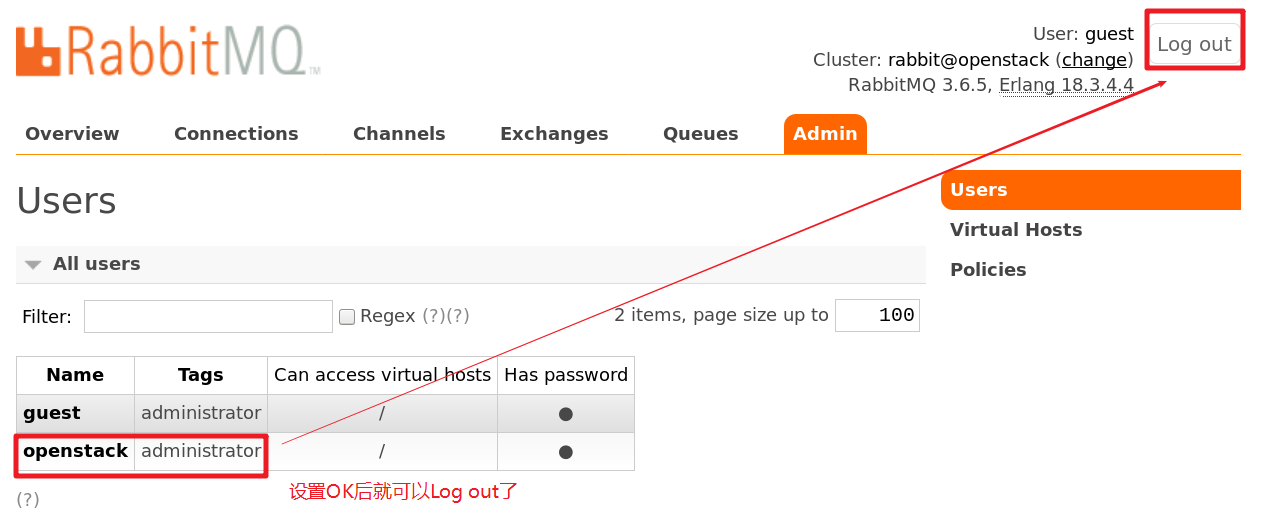 RabbitMQ TM
User: guest
Cluster: rabbit@openstack (change)
RabbitMQ 3.6.5, Erlang 18.3.4.4
Log out
Overview Connections Channels Exchanges Queues Admin
Users
Users
Virtual Hosts
Policies
All users
Filter: Regex (?)(?) 2 items, page size up to 100
Name Tags Can access virtual hosts Has password
guest administrator / ●
openstack administrator / ●
(?)
设置OK后就可以Log out了